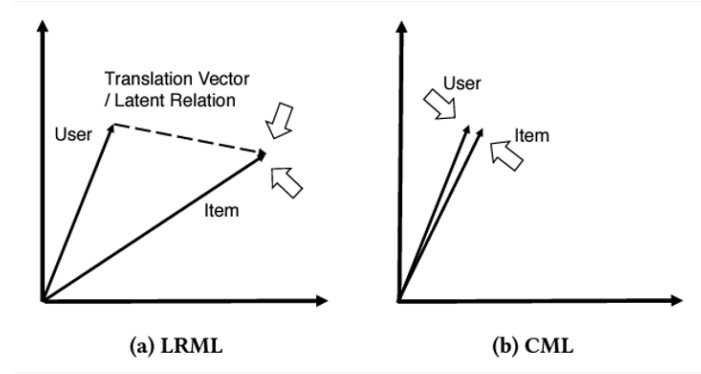 Translation Vector
/ Latent Relation
User
Item
(a) LRML
User
Item
(b) CML